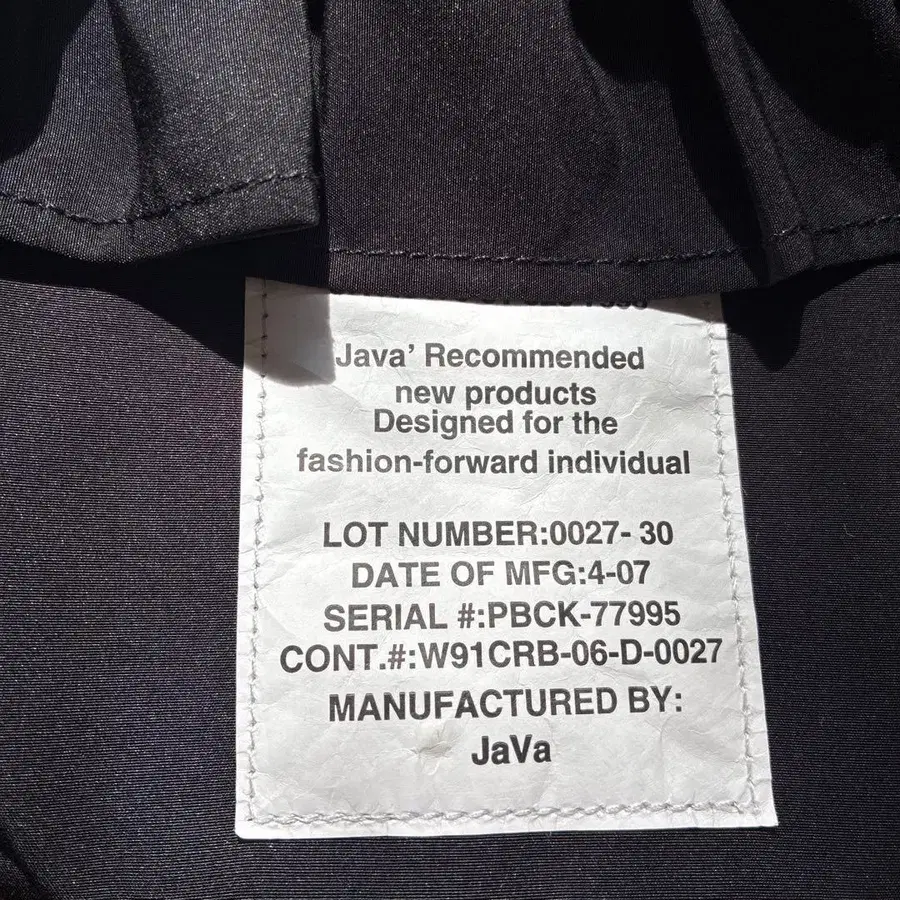 Java’ Recommended
new products
Designed for the
fashion-forward individual
LOT NUMBER:0027- 30
DATE OF MFG:4-07
SERIAL #:PBCK-77995
CONT.#:W91CRB-06-D-0027
MANUFACTURED BY:
JaVa